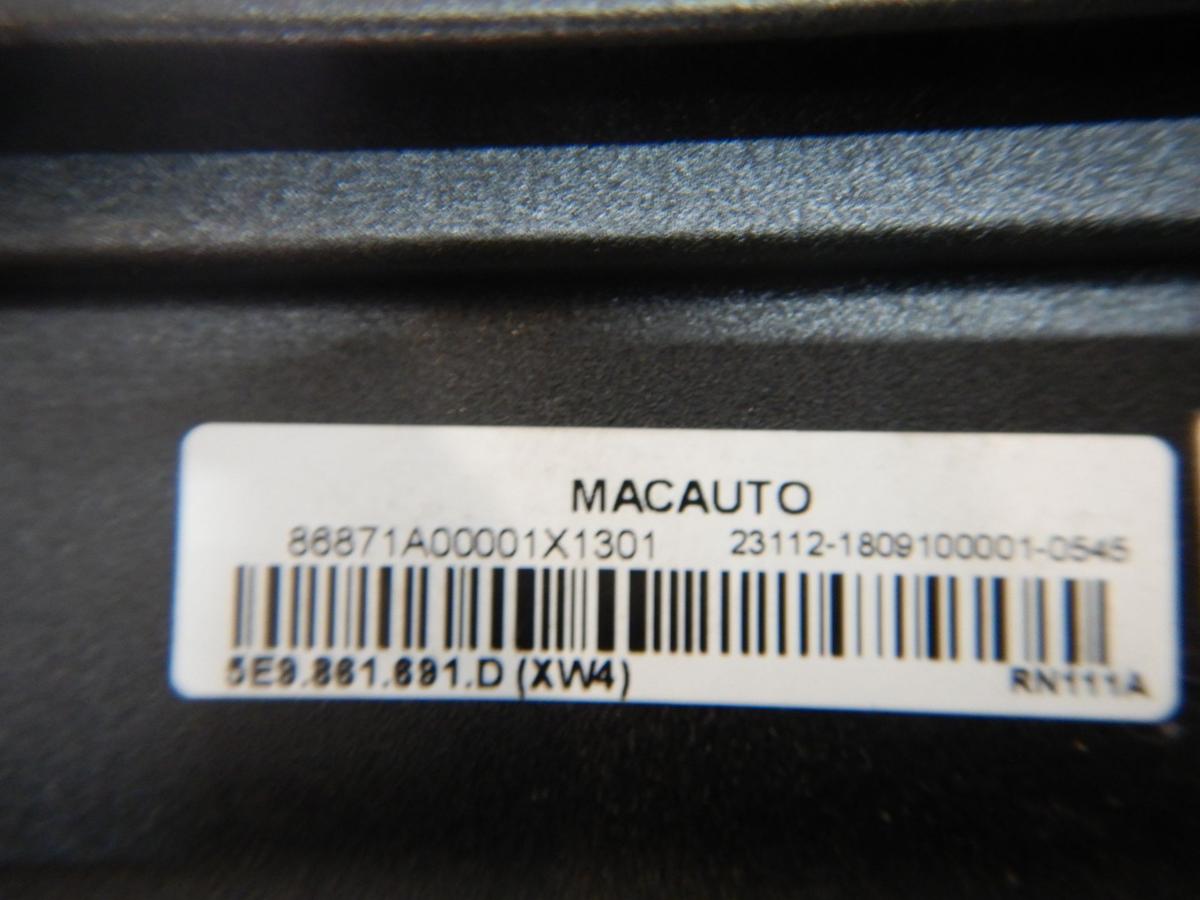 MACAUTO
86871A00001X1301 23112-1809100001-0545
5E9.861.691.D (XW4) RN111A